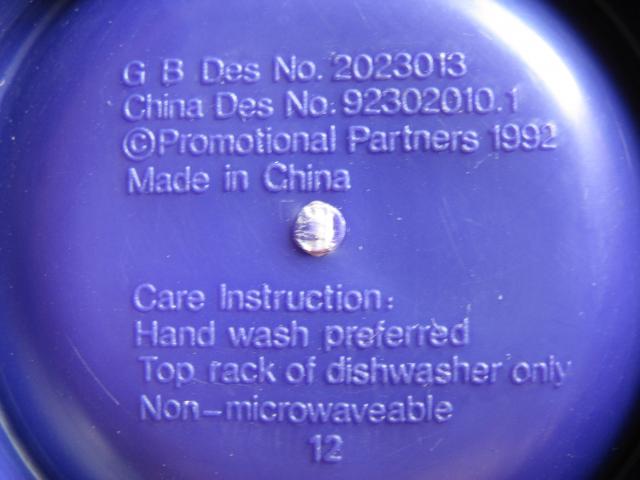 G B Des No. 2023013
China Des No. 92302010.1
©Promotional Partners 1992
Made in China
Care Instruction:
Hand wash preferred
Top rack of dishwasher only
Non-microwaveable
12